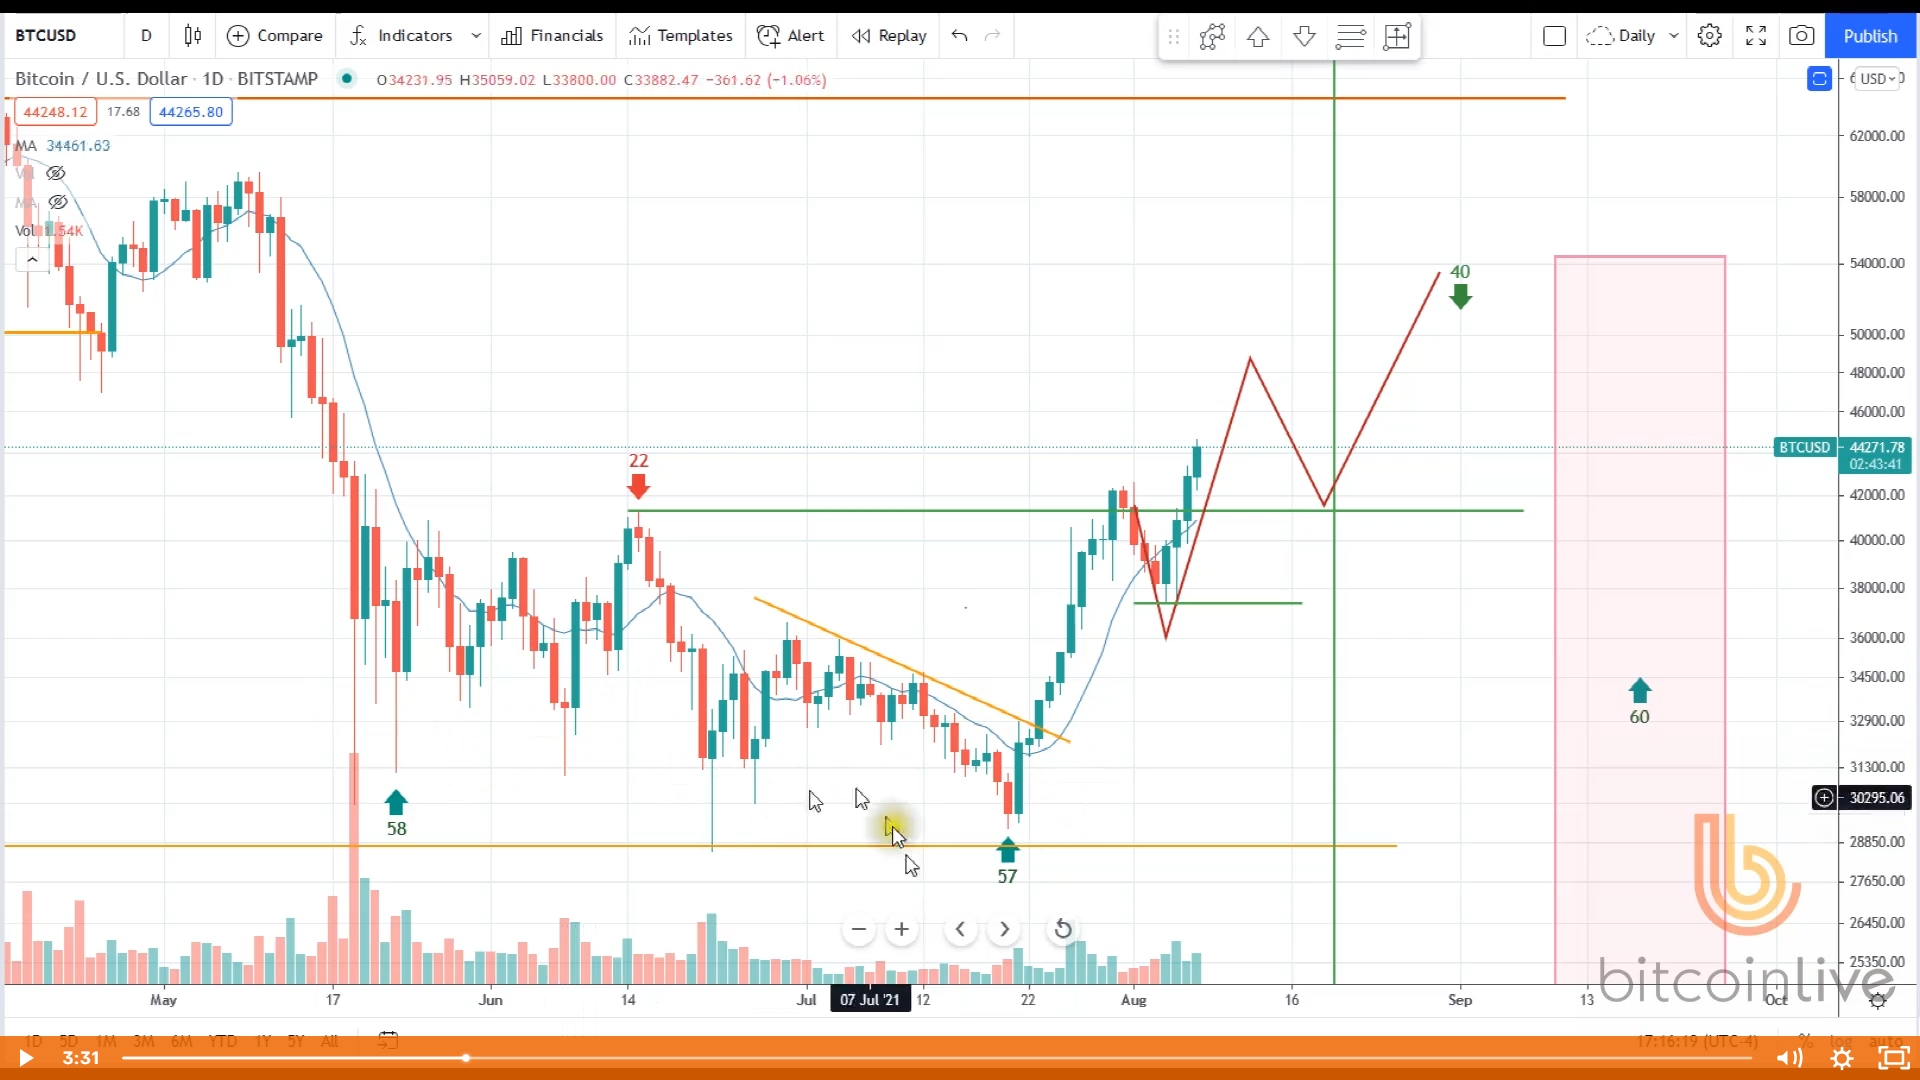 BTCUSD D Compare Indicators Financials Templates Alert Replay Daily Publish
Bitcoin / U.S. Dollar · 1D · BITSTAMP O34231.95 H35059.02 L33800.00 C33882.47 −361.62 (−1.06%)
USD
44248.12 17.68 44265.80
MA 34461.63
Vol
MA
Vol 1.54K
62000.00
58000.00
54000.00
50000.00
48000.00
46000.00
BTCUSD 44271.78
02:43:41
42000.00
40000.00
38000.00
36000.00
34500.00
32900.00
31300.00
30295.06
28850.00
27650.00
26450.00
25350.00
40
22
60
58
57
bitcoinlive
May 17 Jun 14 Jul 07 Jul '21 12 22 Aug 16 Sep 13 Oct
1D 5D 1M 3M 6M YTD 1Y 5Y All 17:16:19 (UTC-4) % log auto
3:31